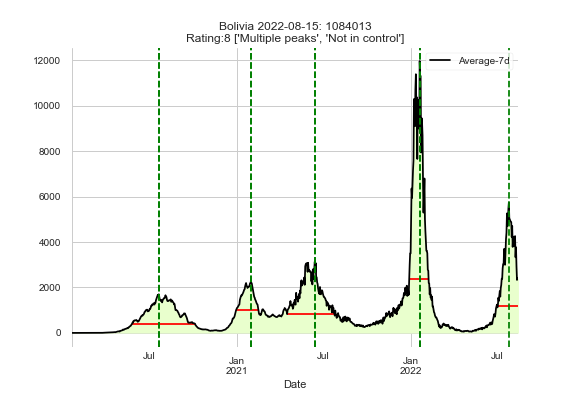 Bolivia 2022-08-15: 1084013
Rating:8 ['Multiple peaks', 'Not in control']
Average-7d
12000
10000
8000
6000
4000
2000
0
Jul
Jan
2021
Jul
Jan
2022
Jul
Date